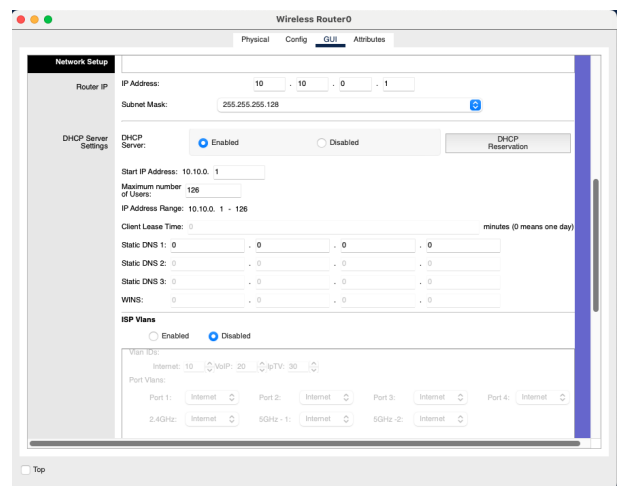 Wireless Router0
Physical Config GUI Attributes
Network Setup
Router IP
IP Address: 10 . 10 . 0 . 1
Subnet Mask: 255.255.255.128
DHCP Server Settings
DHCP Server: Enabled Disabled DHCP Reservation
Start IP Address: 10.10.0. 1
Maximum number of Users: 126
IP Address Range: 10.10.0. 1 - 126
Client Lease Time: 0 minutes (0 means one day)
Static DNS 1: 0 . 0 . 0 . 0
Static DNS 2: 0 . 0 . 0 . 0
Static DNS 3: 0 . 0 . 0 . 0
WINS: 0 . 0 . 0 . 0
ISP Vlans
Enabled Disabled
Vlan IDs:
Internet: 10 VoIP: 20 IpTV: 30
Port Vlans:
Port 1: Internet Port 2: Internet Port 3: Internet Port 4: Internet
2.4GHz: Internet 5GHz - 1: Internet 5GHz -2: Internet
Top